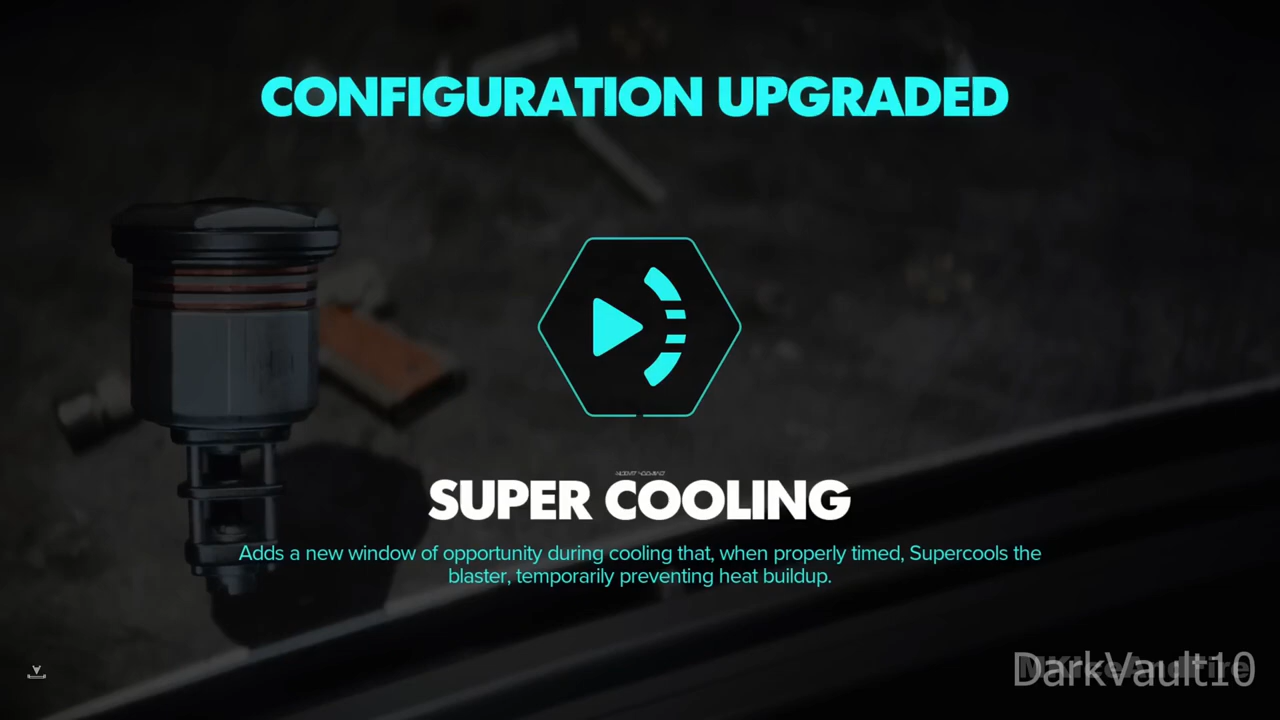 CONFIGURATION UPGRADED
SUPER COOLING
Adds a new window of opportunity during cooling that, when properly timed, Supercools the
blaster, temporarily preventing heat buildup.
DarkVault10